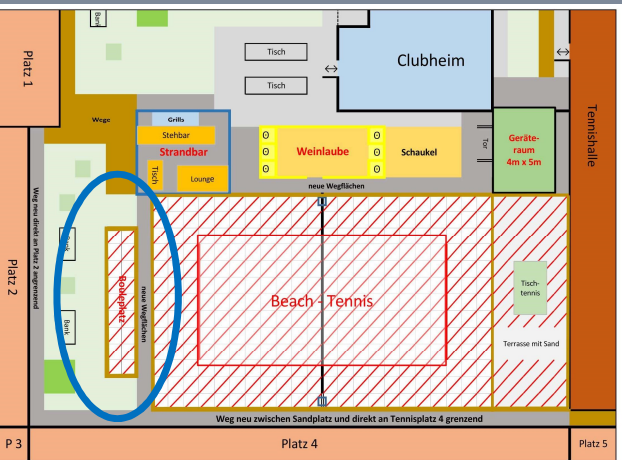 Bank
Platz 1
Tisch
Tisch
Clubheim
Tennishalle
Wege
Grills
Stehbar
Strandbar
Tisch
Lounge
Weinlaube
Schaukel
Tor
Geräte-
raum
4m x 5m
neue Wegflächen
Weg neu direkt an Platz 2 angrenzend
Platz 2
Bank
Bank
Bouleplatz
neue Wegflächen
Beach - Tennis
Tisch-
tennis
Terrasse mit Sand
Weg neu zwischen Sandplatz und direkt an Tennisplatz 4 grenzend
P 3
Platz 4
Platz 5